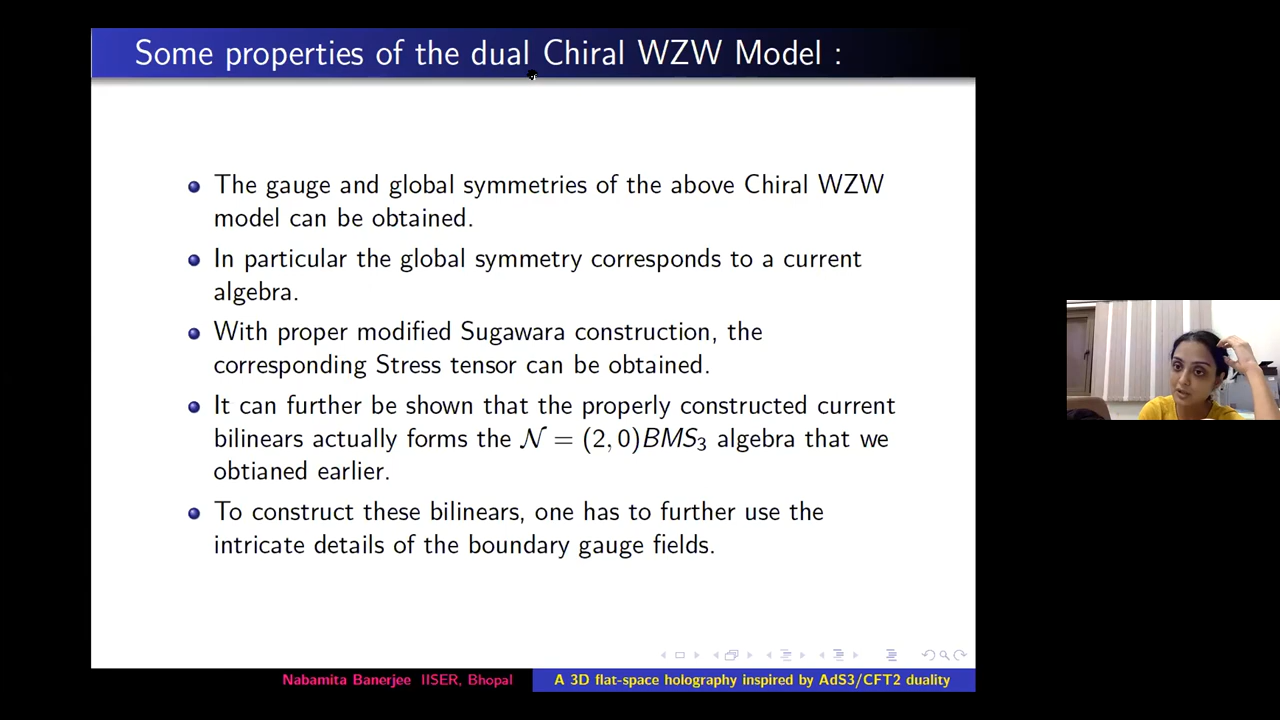 Some properties of the dual Chiral WZW Model :
The gauge and global symmetries of the above Chiral WZW
model can be obtained.
In particular the global symmetry corresponds to a current
algebra.
With proper modified Sugawara construction, the
corresponding Stress tensor can be obtained.
It can further be shown that the properly constructed current
bilinears actually forms the 𝒩 = (2, 0)BMS₃ algebra that we
obtianed earlier.
To construct these bilinears, one has to further use the
intricate details of the boundary gauge fields.
Nabamita Banerjee IISER, Bhopal
A 3D flat-space holography inspired by AdS3/CFT2 duality